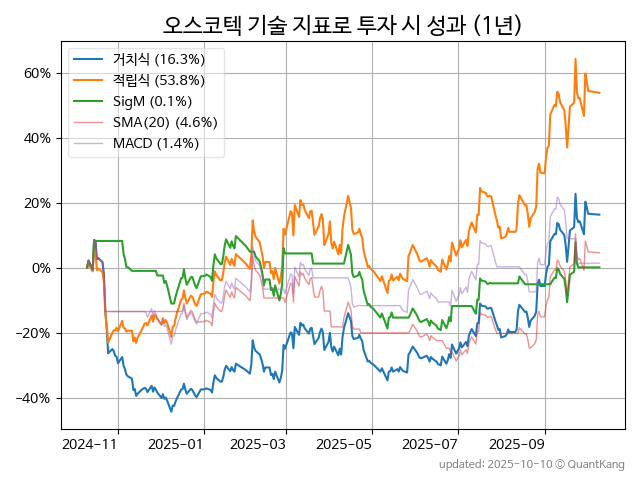 오스코텍 기술 지표로 투자 시 성과 (1년)
거치식 (16.3%)
적립식 (53.8%)
SigM (0.1%)
SMA(20) (4.6%)
MACD (1.4%)
60%
40%
20%
0%
−20%
−40%
2024-11 2025-01 2025-03 2025-05 2025-07 2025-09
updated: 2025-10-10 © QuantKang